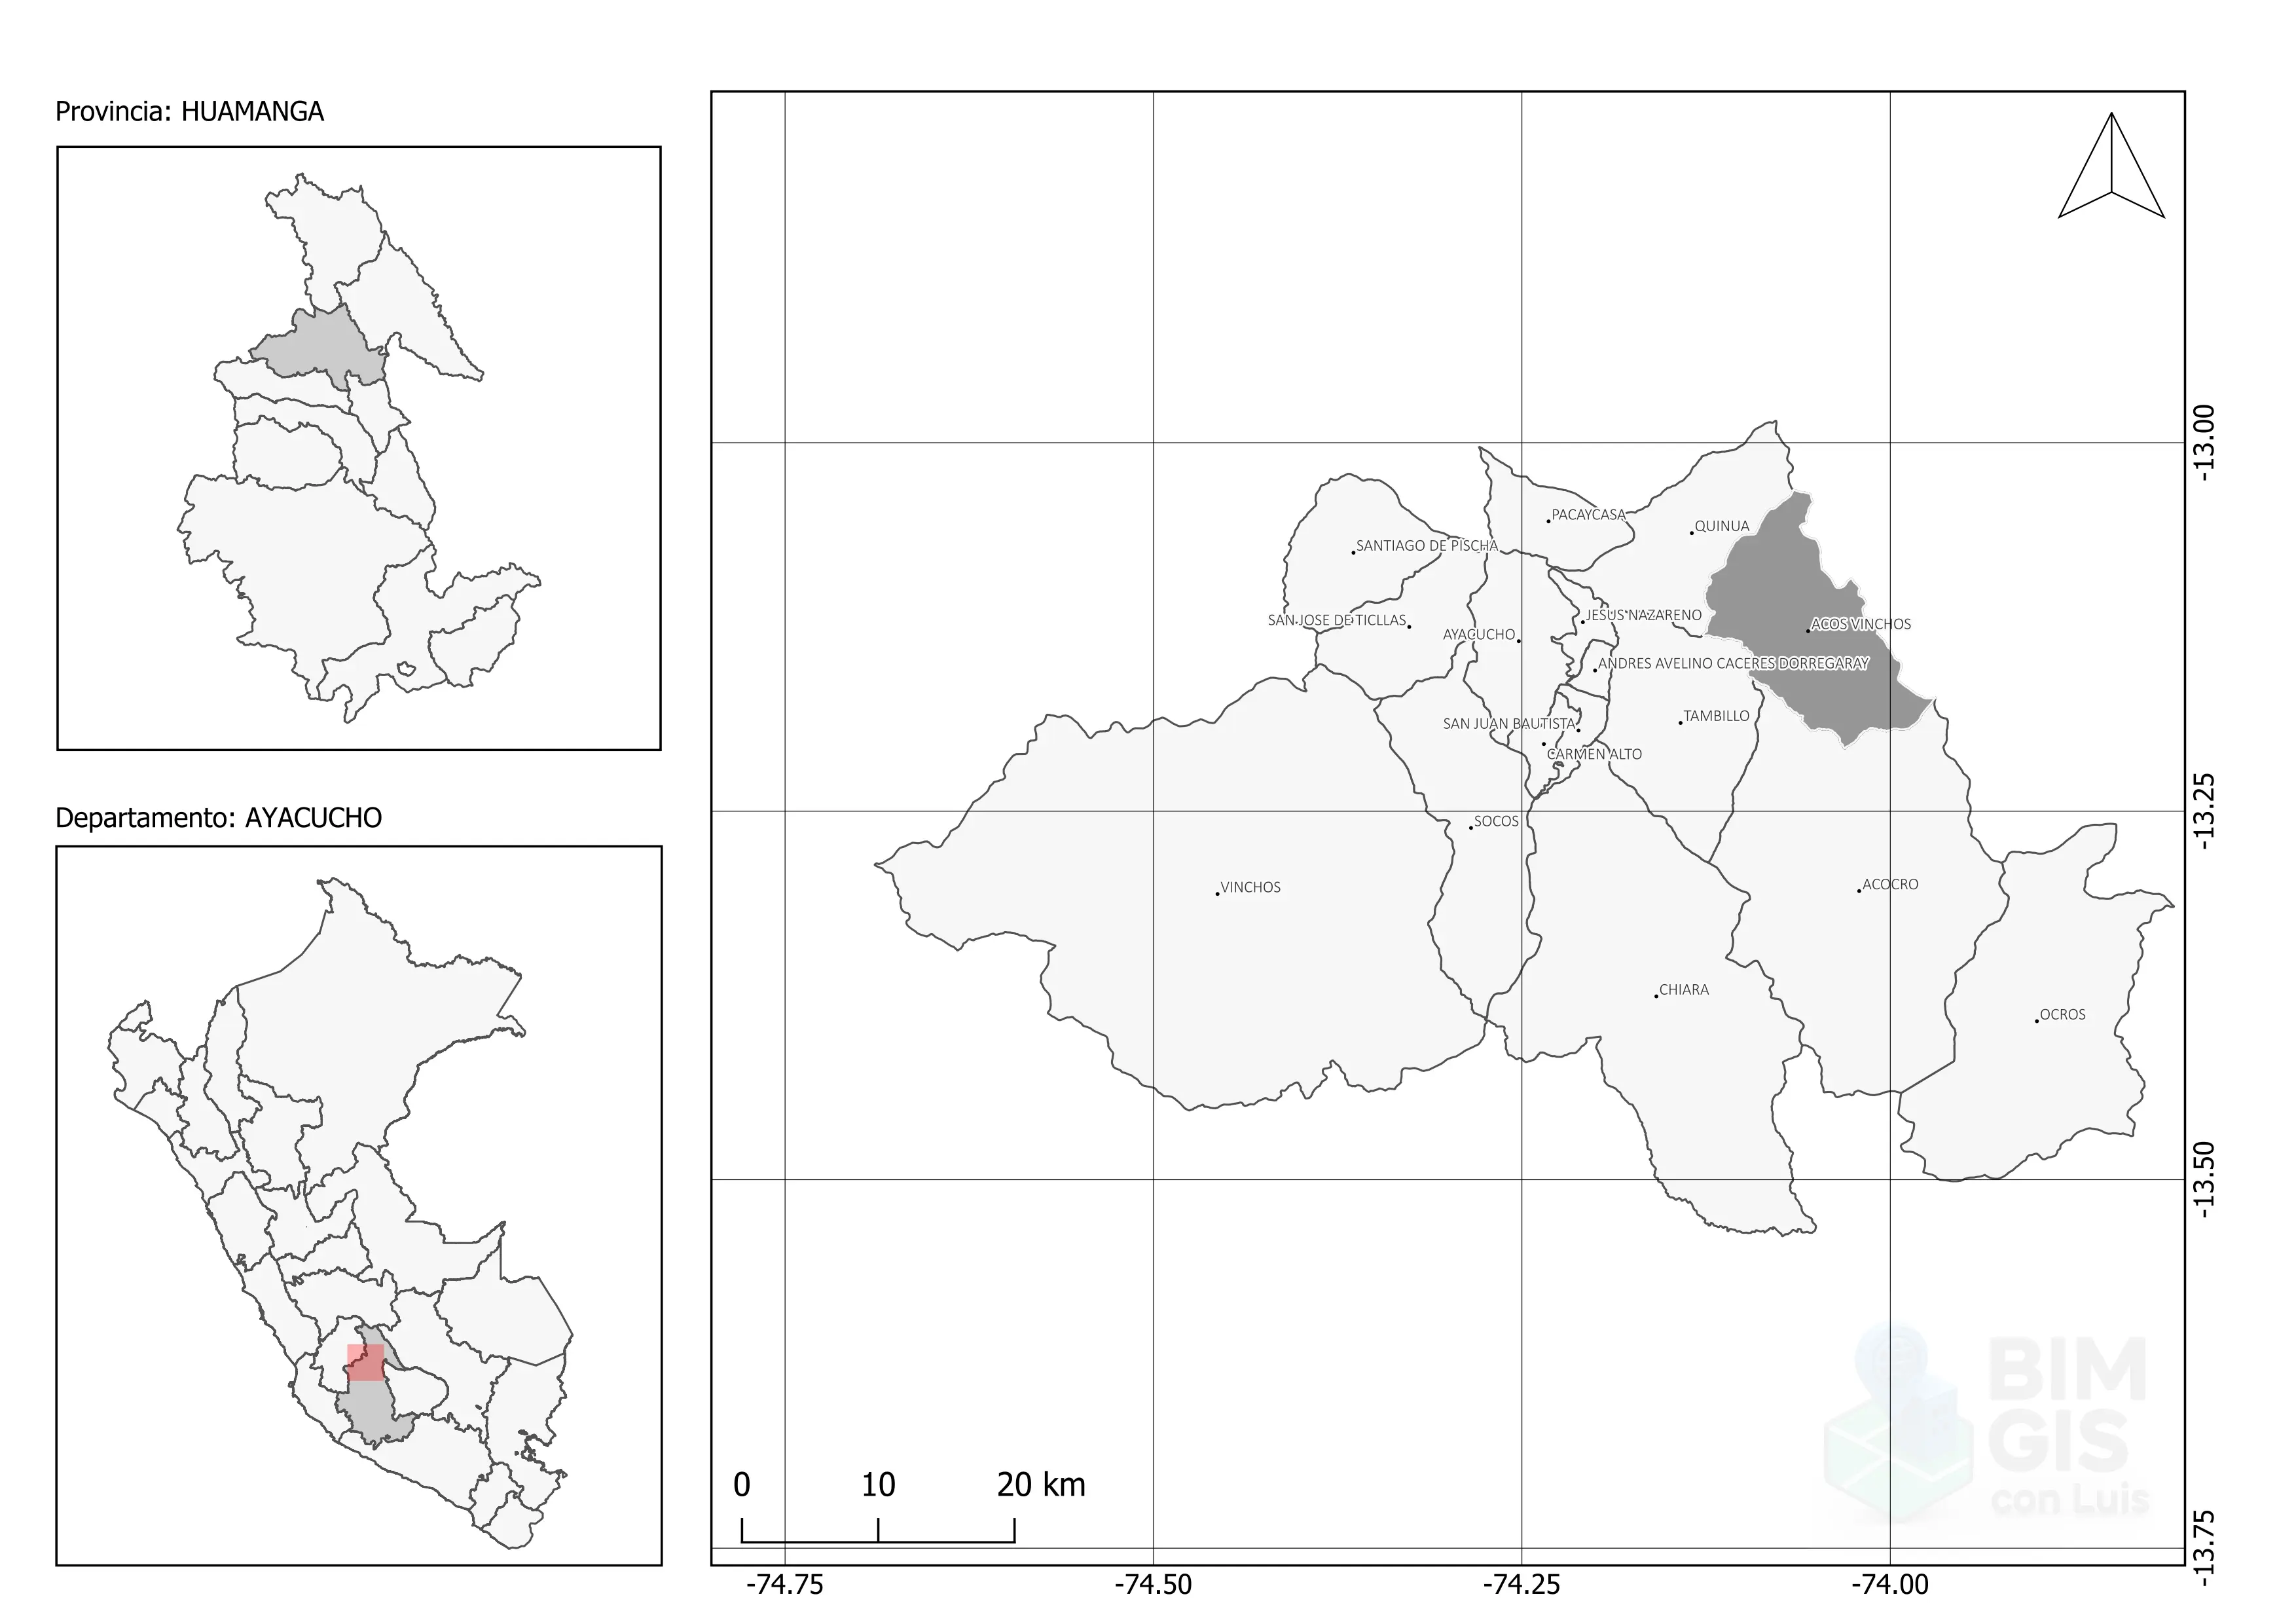 Provincia: HUAMANGA
Departamento: AYACUCHO
PACAYCASA
QUINUA
SANTIAGO DE PISCHA
JESUS NAZARENO
SAN JOSE DE TICLLAS
ACOS VINCHOS
AYACUCHO
ANDRES AVELINO CACERES DORREGARAY
TAMBILLO
SAN JUAN BAUTISTA
CARMEN ALTO
SOCOS
ACOCRO
VINCHOS
CHIARA
OCROS
-13.00
-13.25
-13.50
-13.75
0 10 20 km
-74.75 -74.50 -74.25 -74.00
BIM
GIS
con Luis